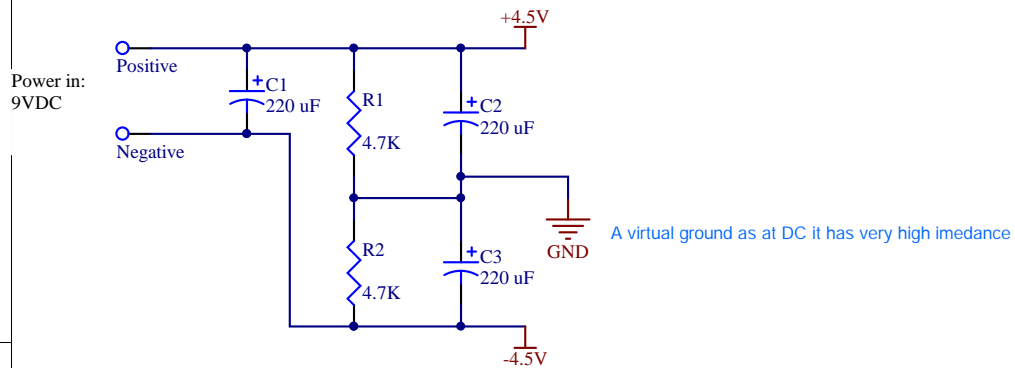 +4.5V
Positive
Power in:
9VDC
C1
220 uF
R1
4.7K
C2
220 uF
Negative
R2
4.7K
C3
220 uF
GND
A virtual ground as at DC it has very high imedance
-4.5V